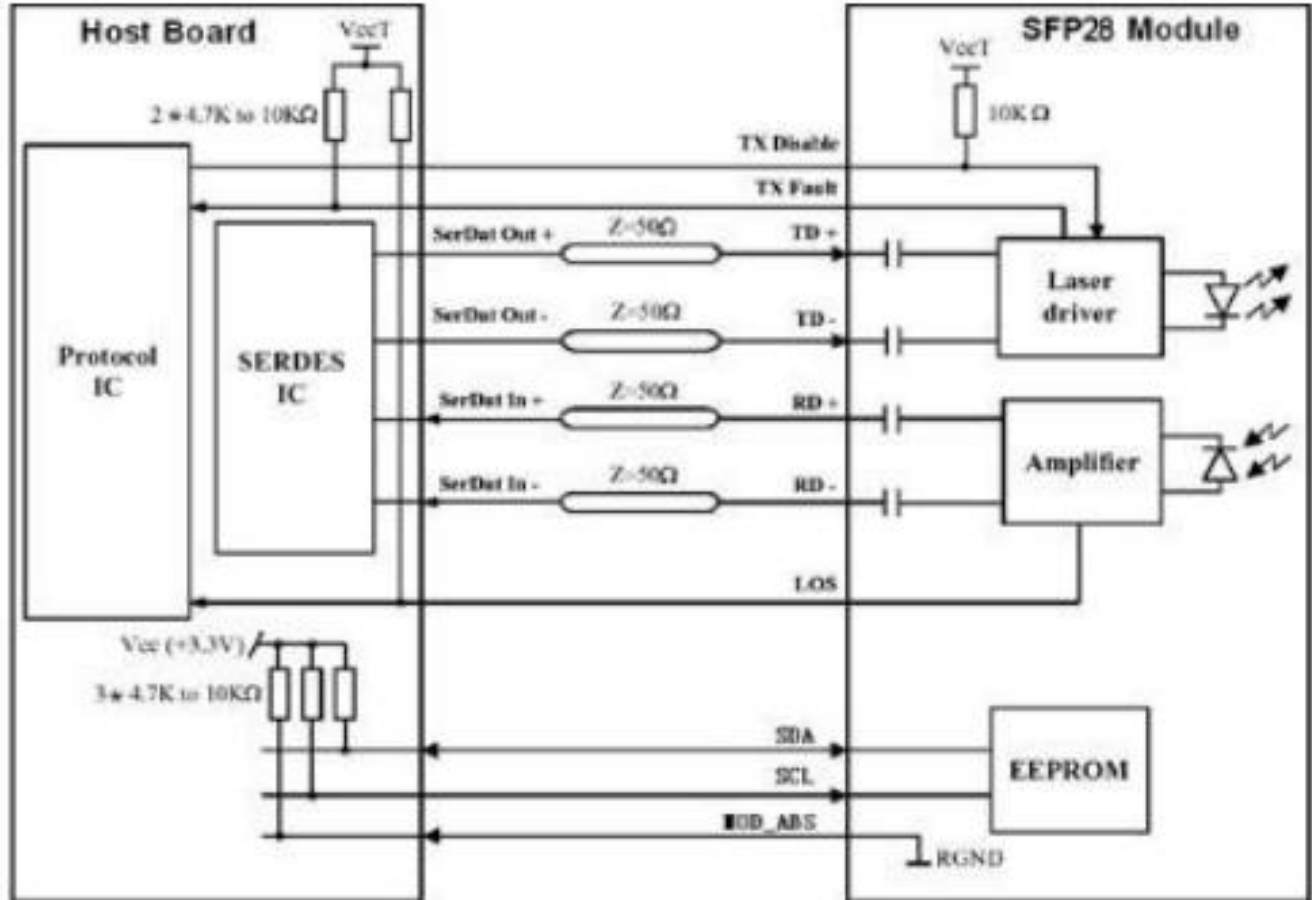 Host Board
VccT
2*4.7K to 10KΩ
SFP28 Module
VccT
10KΩ
TX Disable
TX Fault
SerDat Out +
Z=50Ω
TD +
SerDat Out -
Z=50Ω
TD -
Laser
driver
Protocol
IC
SERDES
IC
SerDat In +
Z=50Ω
RD +
Amplifier
SerDat In -
Z=50Ω
RD -
LOS
Vcc (+3.3V)
3*4.7K to 10KΩ
SDA
SCL
MOD_ABS
EEPROM
RGND